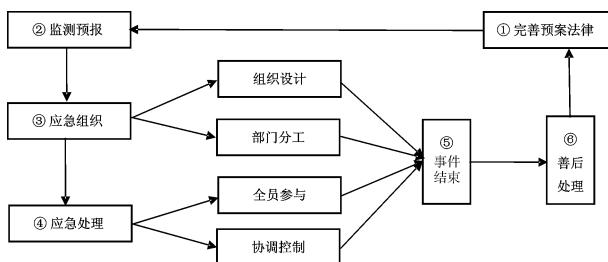 ② 监测预报
① 完善预案法律
组织设计
③ 应急组织
部门分工
⑤
事件
结束
⑥
善后
处理
全员参与
④ 应急处理
协调控制